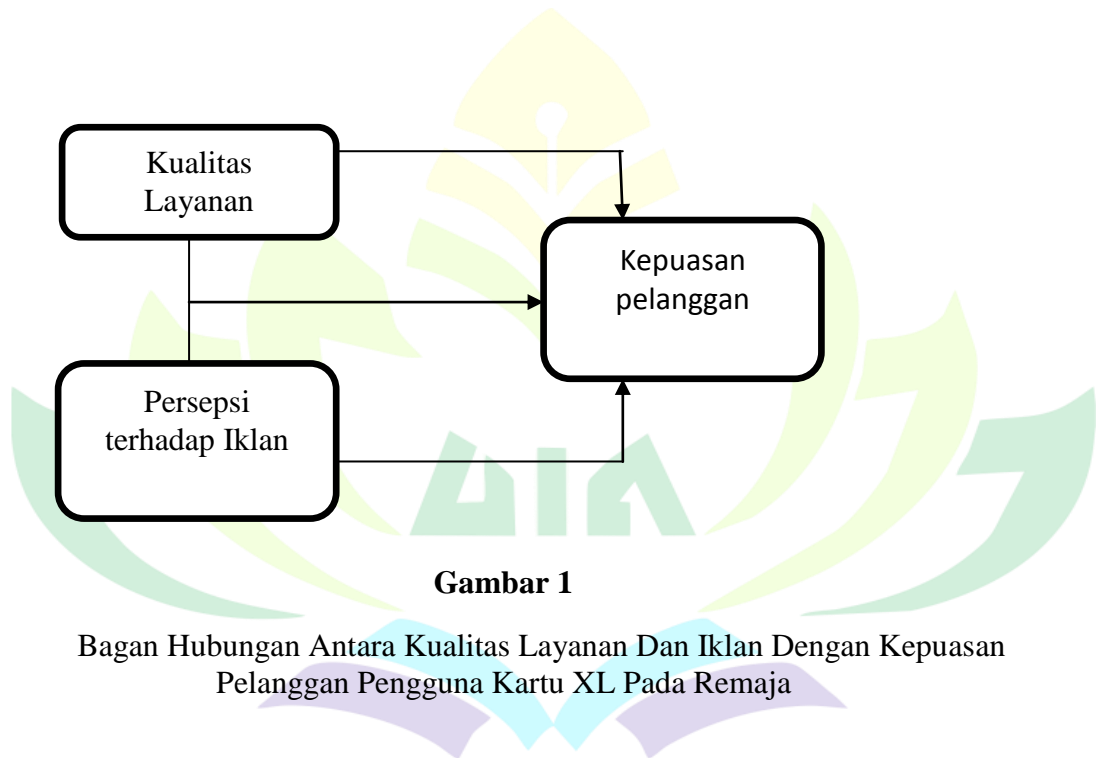 Kualitas
Layanan
Kepuasan
pelanggan
Persepsi
terhadap Iklan
Gambar 1
Bagan Hubungan Antara Kualitas Layanan Dan Iklan Dengan Kepuasan
Pelanggan Pengguna Kartu XL Pada Remaja